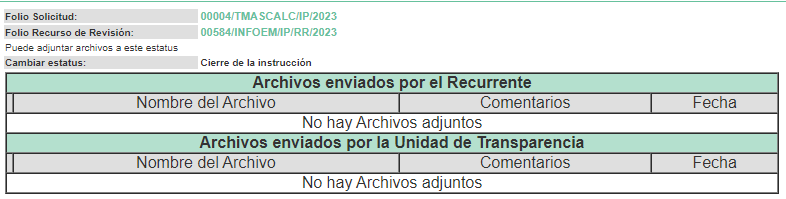 Folio Solicitud: 00004/TMASCALC/IP/2023
Folio Recurso de Revisión: 00584/INFOEM/IP/RR/2023
Puede adjuntar archivos a este estatus
Cambiar estatus: Cierre de la instrucción
Archivos enviados por el Recurrente
Nombre del Archivo Comentarios Fecha
No hay Archivos adjuntos
Archivos enviados por la Unidad de Transparencia
Nombre del Archivo Comentarios Fecha
No hay Archivos adjuntos